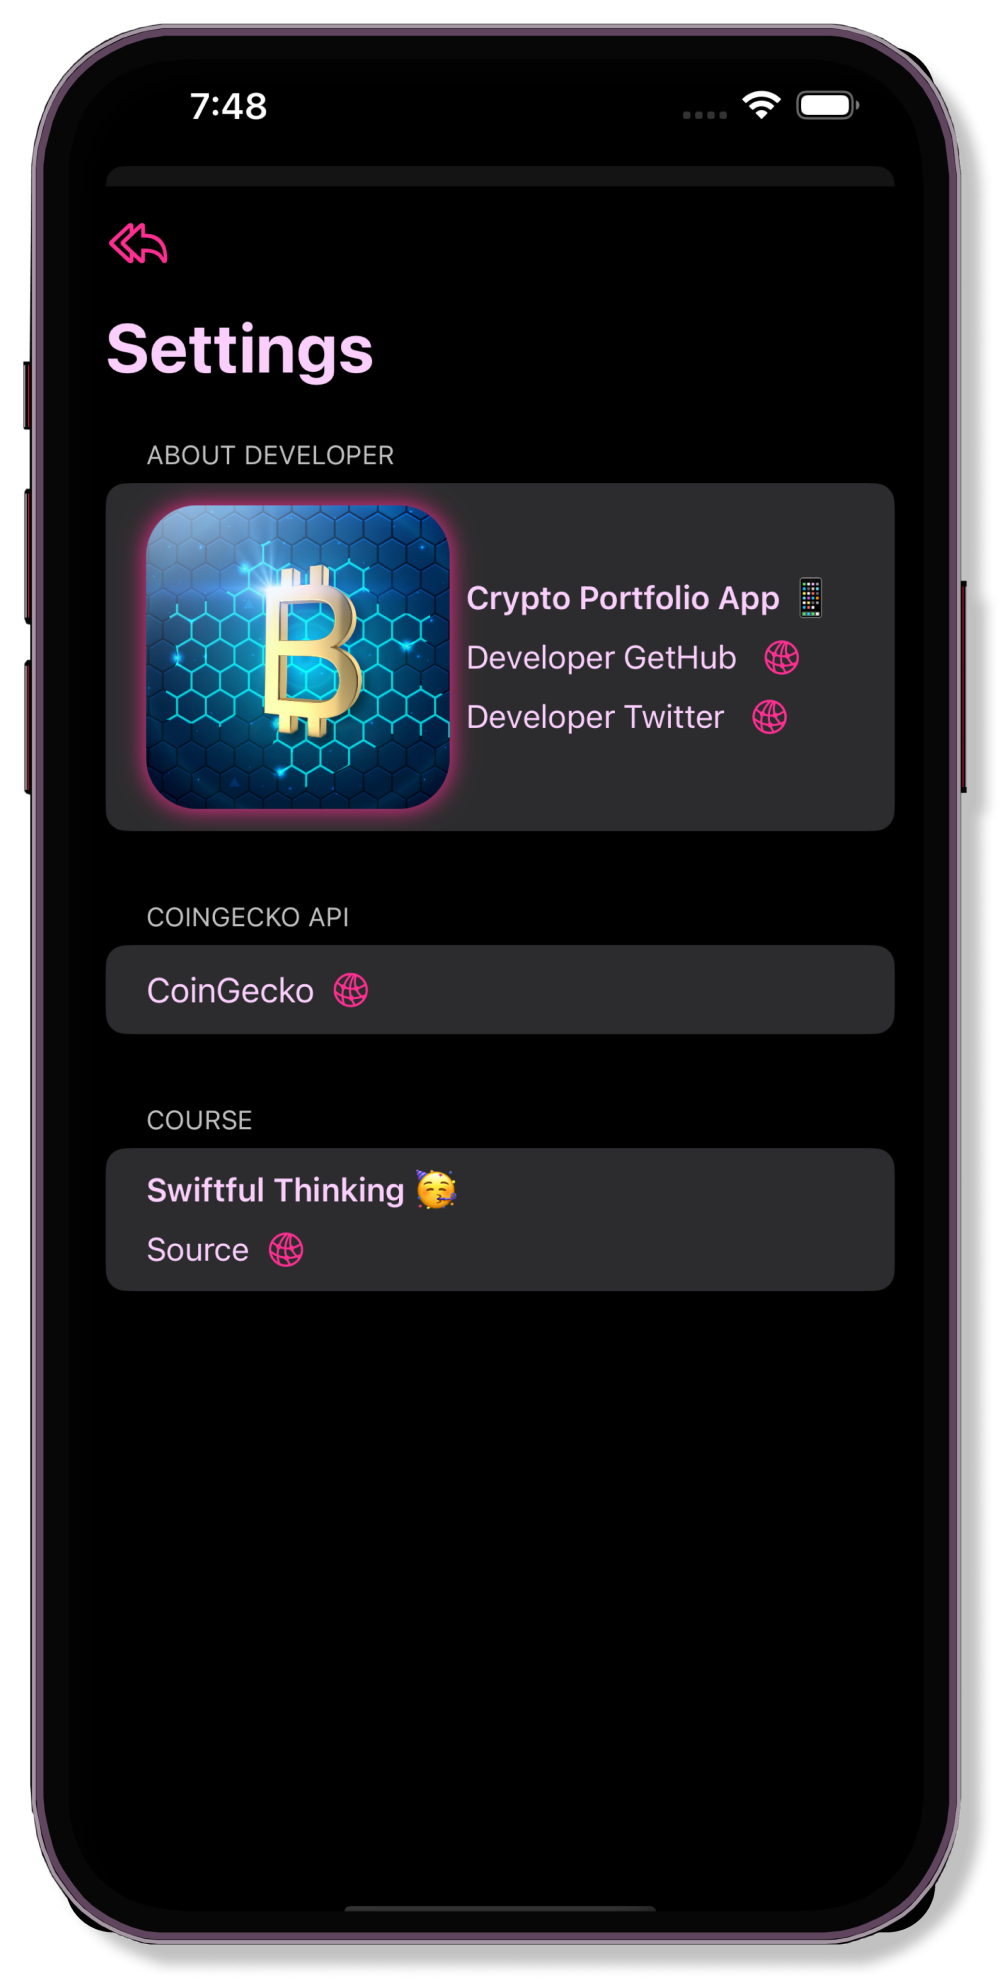 7:48
Settings
ABOUT DEVELOPER
Crypto Portfolio App 📱
Developer GetHub
Developer Twitter
COINGECKO API
CoinGecko
COURSE
Swiftful Thinking 🥳
Source